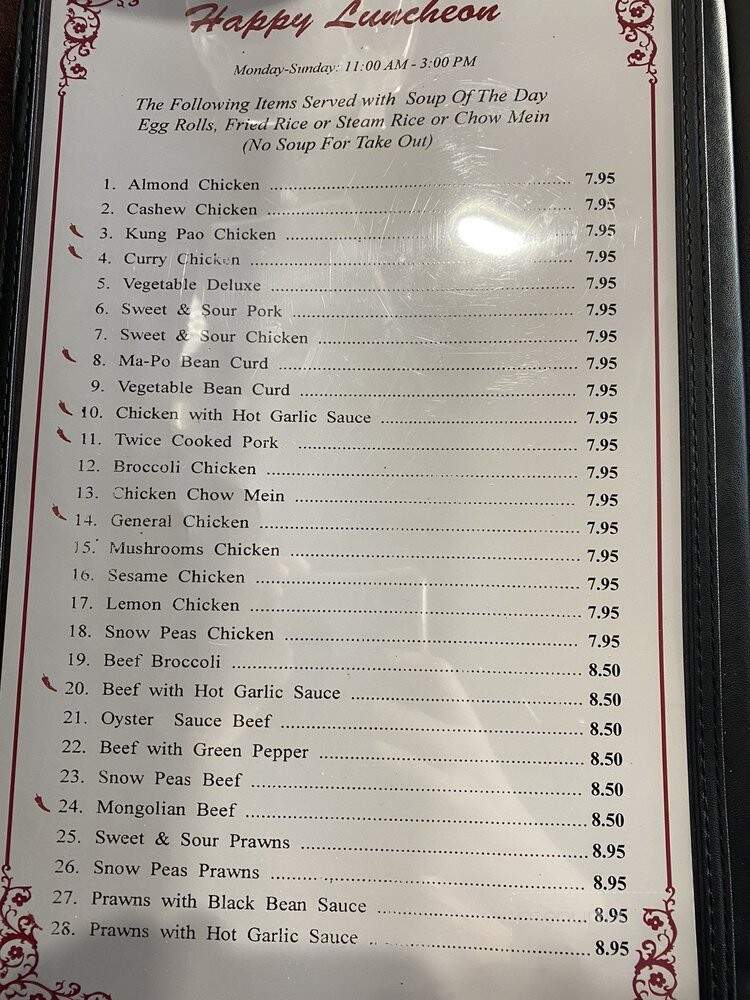 Happy Luncheon
Monday-Sunday: 11:00 AM - 3:00 PM
The Following Items Served with Soup Of The Day
Egg Rolls, Fried Rice or Steam Rice or Chow Mein
(No Soup For Take Out)
1. Almond Chicken 7.95
2. Cashew Chicken 7.95
3. Kung Pao Chicken 7.95
4. Curry Chicken 7.95
5. Vegetable Deluxe 7.95
6. Sweet & Sour Pork 7.95
7. Sweet & Sour Chicken 7.95
8. Ma-Po Bean Curd 7.95
9. Vegetable Bean Curd 7.95
10. Chicken with Hot Garlic Sauce 7.95
11. Twice Cooked Pork 7.95
12. Broccoli Chicken 7.95
13. Chicken Chow Mein 7.95
14. General Chicken 7.95
15. Mushrooms Chicken 7.95
16. Sesame Chicken 7.95
17. Lemon Chicken 7.95
18. Snow Peas Chicken 7.95
19. Beef Broccoli 8.50
20. Beef with Hot Garlic Sauce 8.50
21. Oyster Sauce Beef 8.50
22. Beef with Green Pepper 8.50
23. Snow Peas Beef 8.50
24. Mongolian Beef 8.50
25. Sweet & Sour Prawns 8.95
26. Snow Peas Prawns 8.95
27. Prawns with Black Bean Sauce 8.95
28. Prawns with Hot Garlic Sauce 8.95